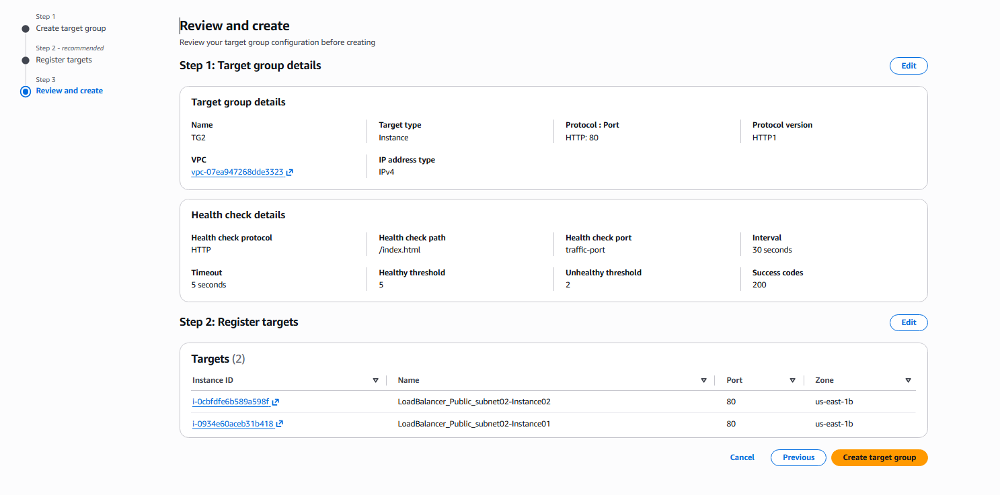 Step 1
Create target group
Step 2 - recommended
Register targets
Step 3
Review and create
Review and create
Review your target group configuration before creating
Step 1: Target group details
Edit
Target group details
Name
TG2
Target type
Instance
Protocol : Port
HTTP: 80
Protocol version
HTTP1
VPC
vpc-07ea947268dde3323
IP address type
IPv4
Health check details
Health check protocol
HTTP
Health check path
/index.html
Health check port
traffic-port
Interval
30 seconds
Timeout
5 seconds
Healthy threshold
5
Unhealthy threshold
2
Success codes
200
Step 2: Register targets
Edit
Targets (2)
Instance ID Name Port Zone
i-0cbfdfe6b589a598f LoadBalancer_Public_subnet02-Instance02 80 us-east-1b
i-0934e60aceb31b418 LoadBalancer_Public_subnet02-Instance01 80 us-east-1b
Cancel Previous Create target group